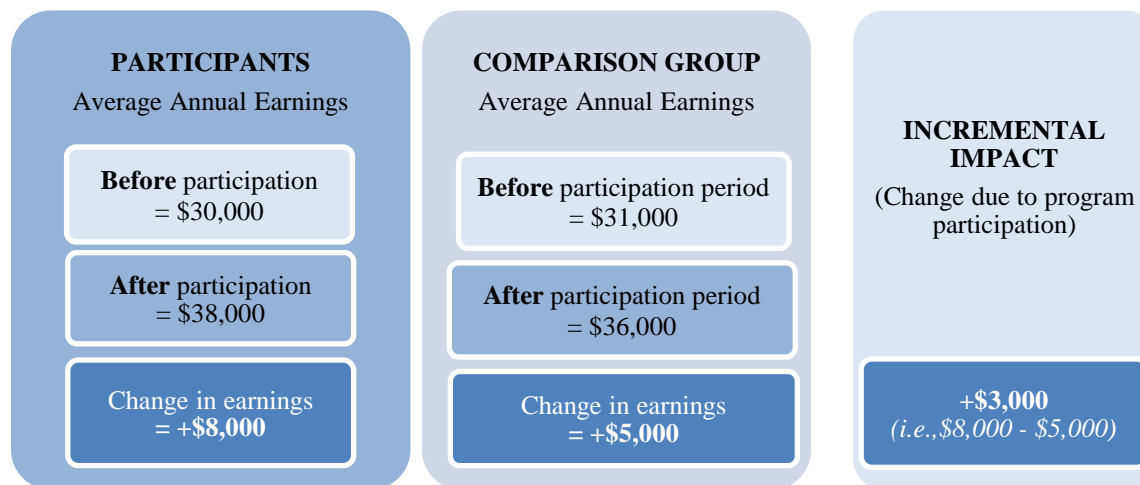 PARTICIPANTS
Average Annual Earnings
Before participation
= $30,000
After participation
= $38,000
Change in earnings
= +$8,000
COMPARISON GROUP
Average Annual Earnings
Before participation period
= $31,000
After participation period
= $36,000
Change in earnings
= +$5,000
INCREMENTAL
IMPACT
(Change due to program
participation)
+$3,000
(i.e.,$8,000 - $5,000)